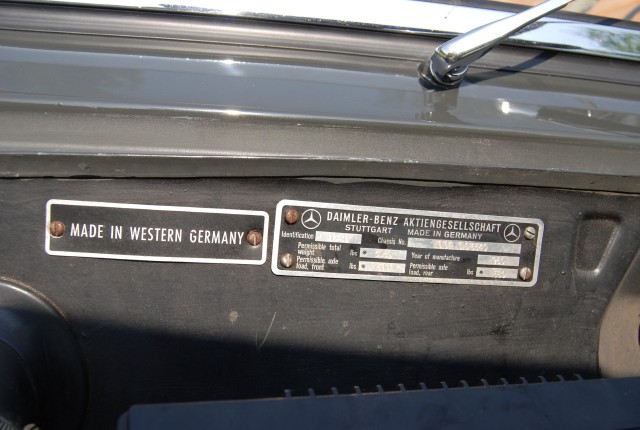 MADE IN WESTERN GERMANY
DAIMLER-BENZ AKTIENGESELLSCHAFT
STUTTGART MADE IN GERMANY
Identification Chassis No.
Permissible total weight lbs Year of manufacture
Permissible axle load, front lbs Permissible axle load, rear lbs